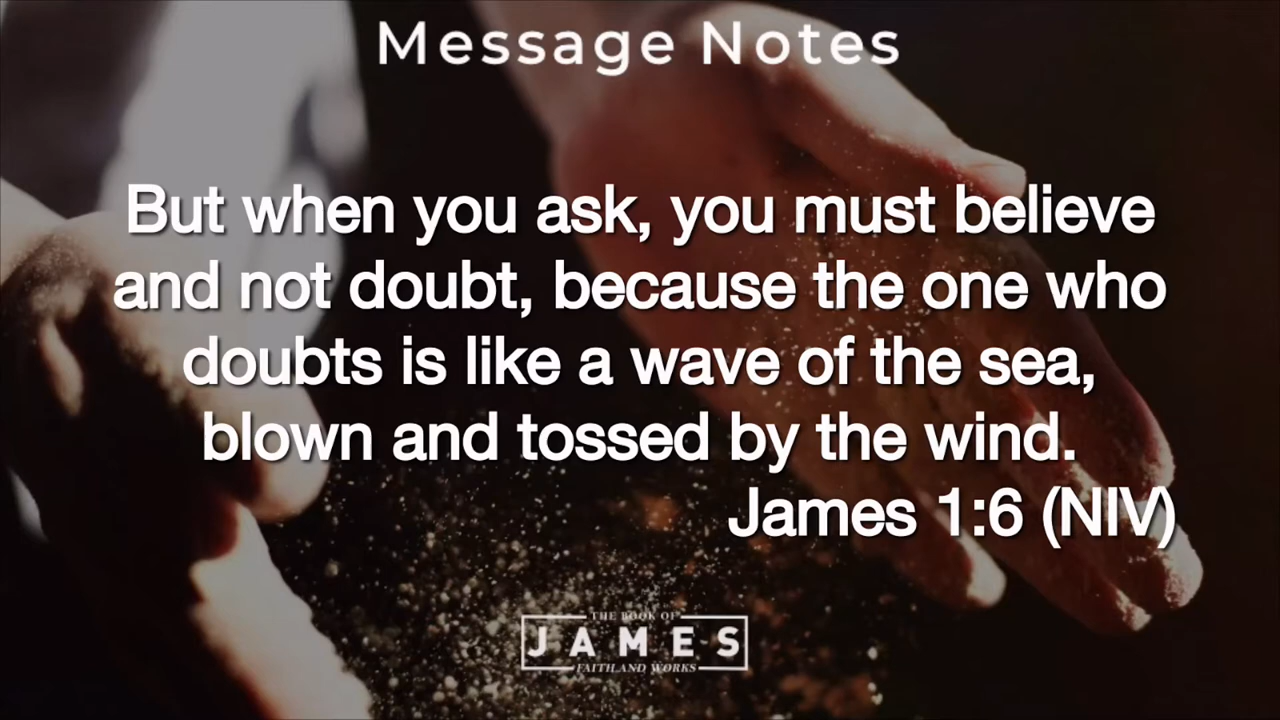 Message Notes
But when you ask, you must believe
and not doubt, because the one who
doubts is like a wave of the sea,
blown and tossed by the wind.
James 1:6 (NIV)
THE BOOK OF
JAMES
FAITH AND WORKS